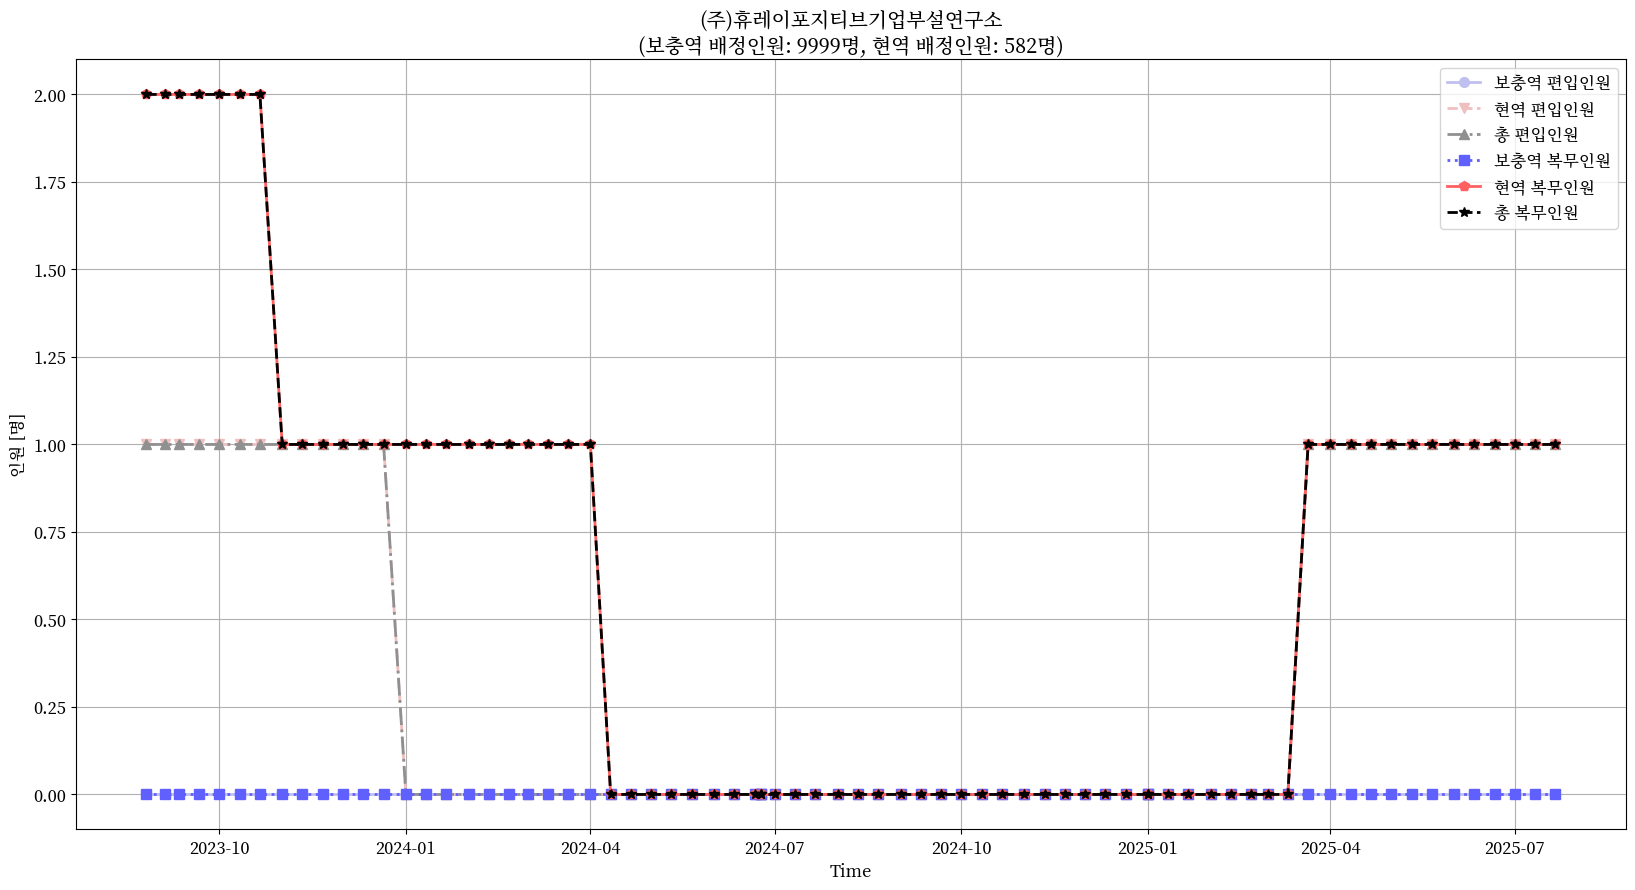 (주)휴레이포지티브기업부설연구소
(보충역 배정인원: 9999명, 현역 배정인원: 582명)
보충역 편입인원
현역 편입인원
총 편입인원
보충역 복무인원
현역 복무인원
총 복무인원
인원 [명]
2.00
1.75
1.50
1.25
1.00
0.75
0.50
0.25
0.00
2023-10
2024-01
2024-04
2024-07
2024-10
2025-01
2025-04
2025-07
Time